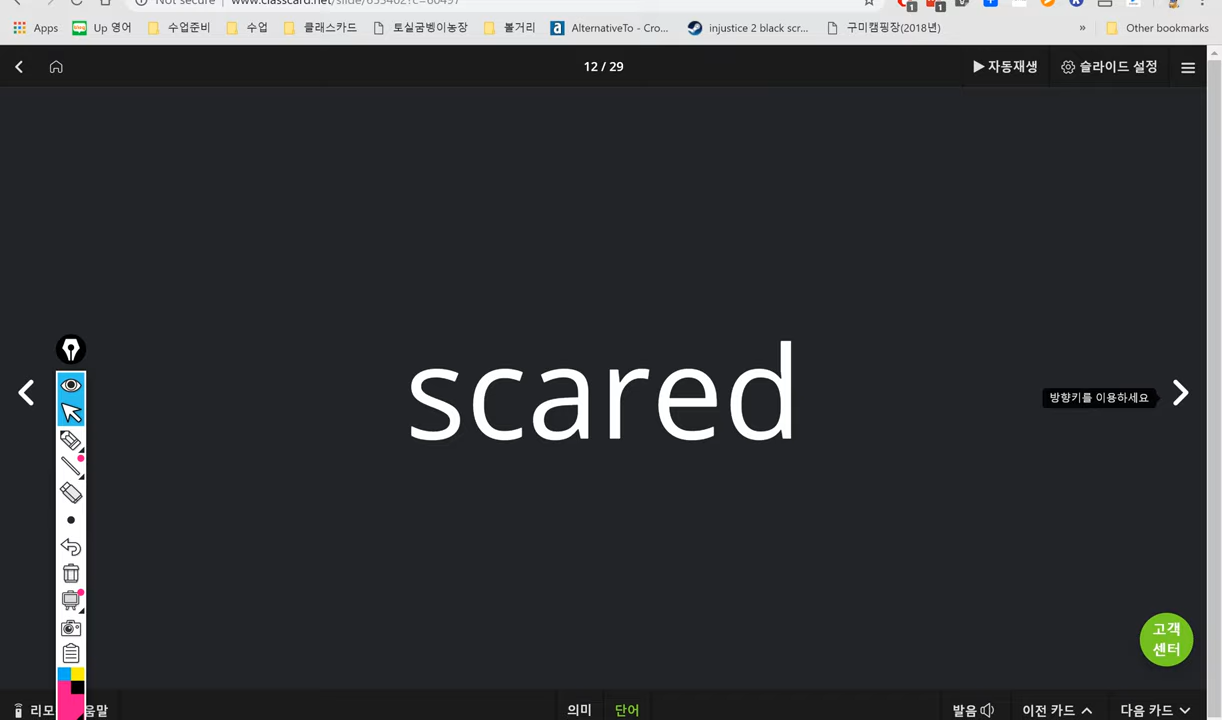 Not secure www.classcard.net/slide/
Apps Up 영어 수업준비 수업 클래스카드 토실굼벵이농장 볼거리 AlternativeTo - Cro... injustice 2 black scr... 구미캠핑장(2018년) » Other bookmarks
12 / 29 자동재생 슬라이드 설정
scared
방향키를 이용하세요
고객
센터
리모 움말 의미 단어 발음 이전 카드 다음 카드